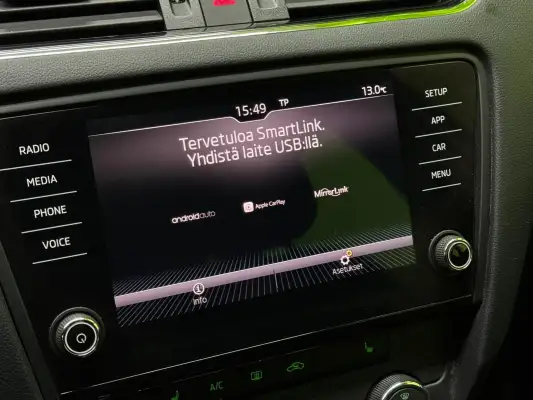 15:49 TP 13.0°C
Tervetuloa SmartLink.
Yhdistä laite USB:llä.
androidauto
Apple CarPlay
MirrorLink
Info
Asetukset
RADIO
MEDIA
PHONE
VOICE
SETUP
APP
CAR
MENU
A/C